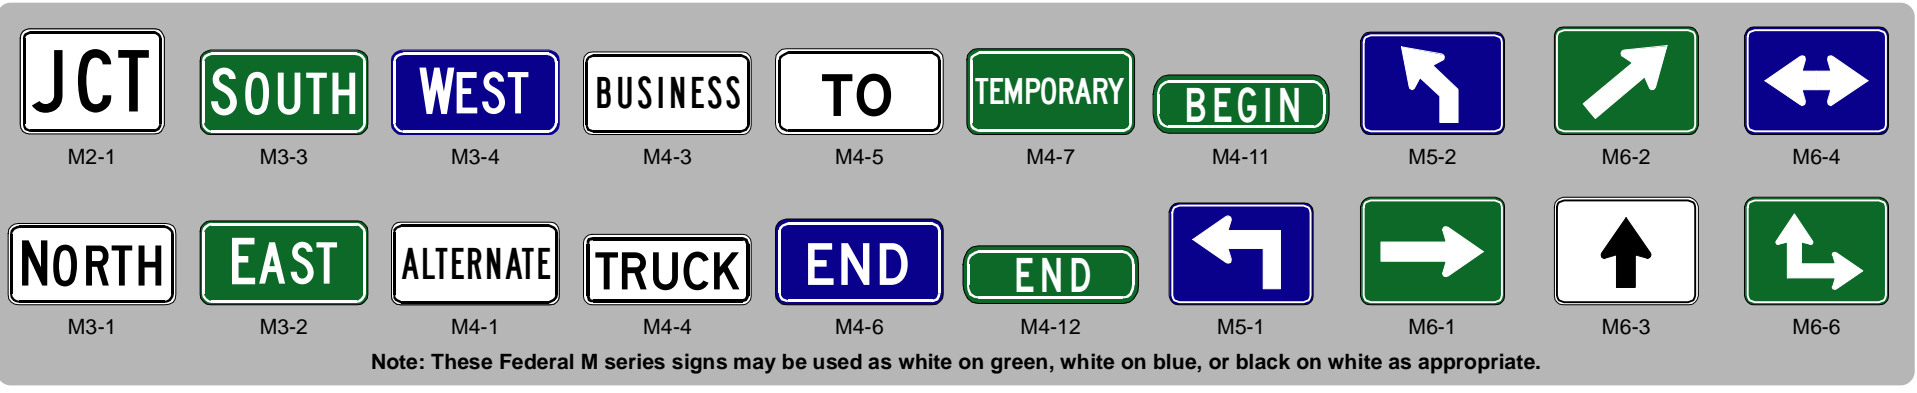 JCT SOUTH WEST BUSINESS TO TEMPORARY BEGIN
M2-1 M3-3 M3-4 M4-3 M4-5 M4-7 M4-11 M5-2 M6-2 M6-4
NORTH EAST ALTERNATE TRUCK END END
M3-1 M3-2 M4-1 M4-4 M4-6 M4-12 M5-1 M6-1 M6-3 M6-6
Note: These Federal M series signs may be used as white on green, white on blue, or black on white as appropriate.